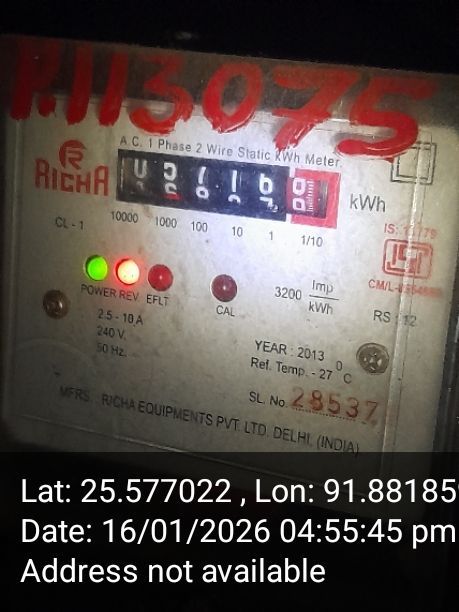 P.113075
A.C. 1 Phase 2 Wire Static kWh Meter.
RICHA
kWh
CL - 1
10000 1000 100 10 1 1/10
POWER REV EFLT
CAL
3200 Imp/kWh
RS : 12
2.5 - 10 A
240 V.
50 Hz.
YEAR : 2013
Ref. Temp. - 27 °C
SL. No. 28537
MFRS. RICHA EQUIPMENTS PVT. LTD. DELHI, (INDIA)
Lat: 25.577022 , Lon: 91.88185
Date: 16/01/2026 04:55:45 pm
Address not available